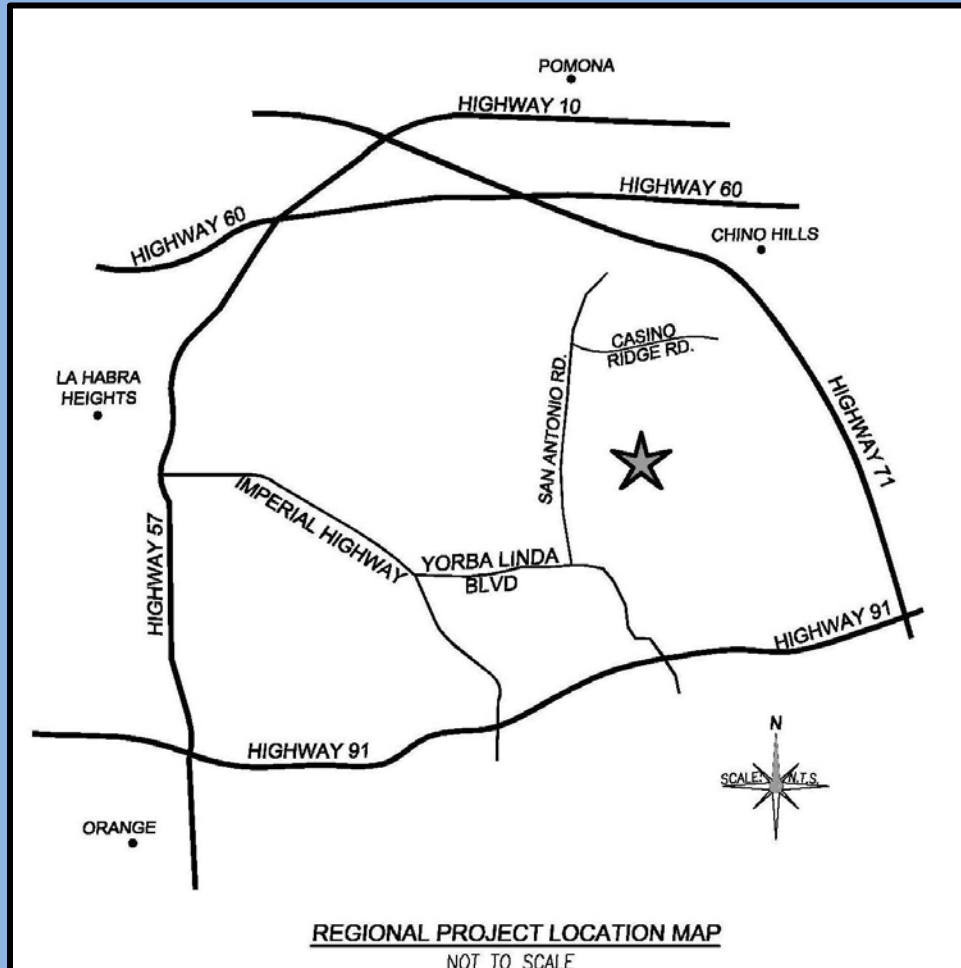 POMONA
HIGHWAY 10
HIGHWAY 60
HIGHWAY 60
CHINO HILLS
CASINO
RIDGE RD.
LA HABRA
HEIGHTS
SAN ANTONIO RD.
HIGHWAY 71
IMPERIAL HIGHWAY
HIGHWAY 57
YORBA LINDA
BLVD
HIGHWAY 91
HIGHWAY 91
N
SCALE: N.T.S.
ORANGE
REGIONAL PROJECT LOCATION MAP
NOT TO SCALE